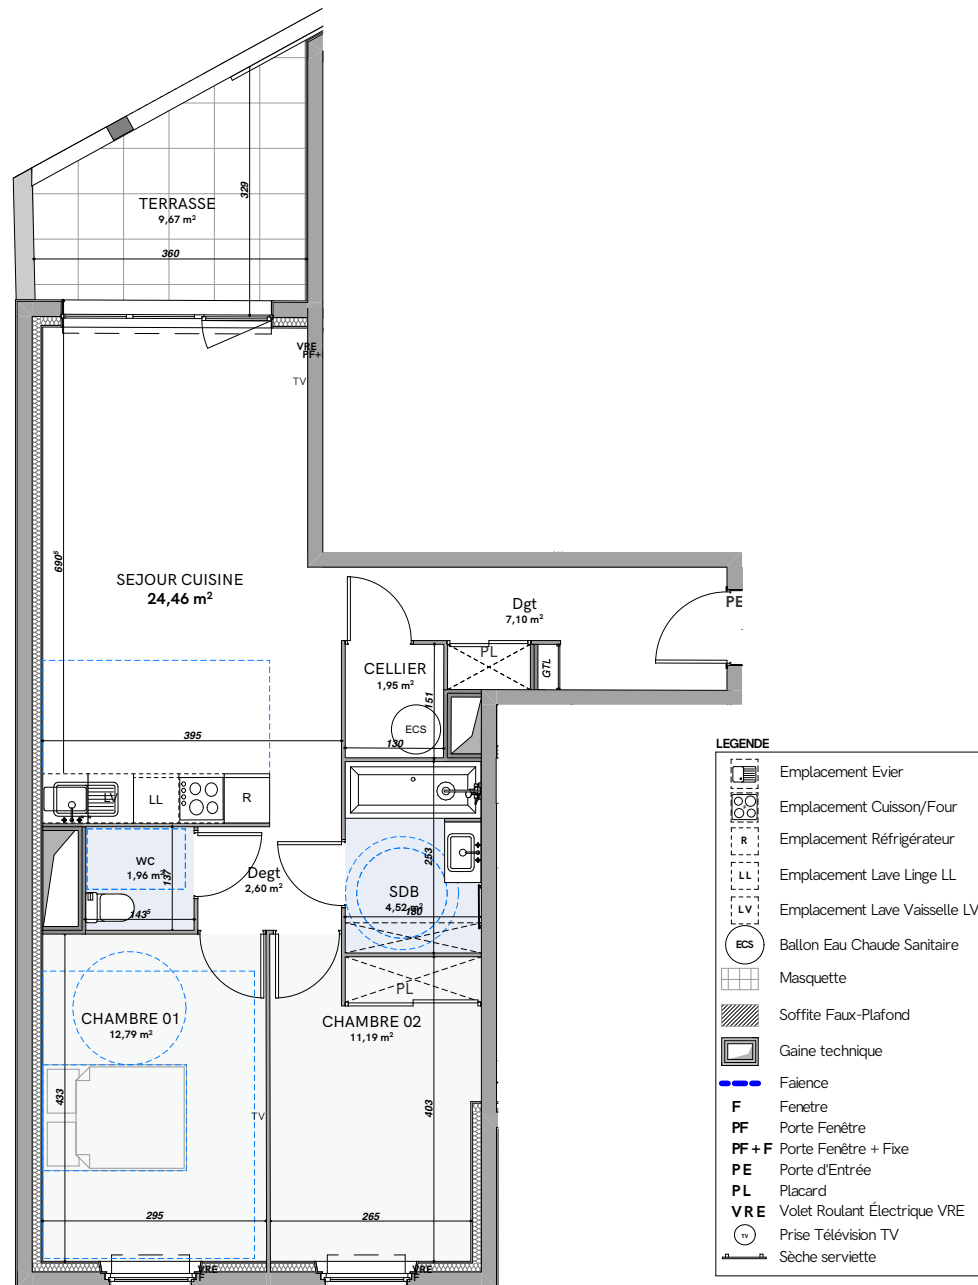 TERRASSE
9,67 m²
329
360
VRE
PF+
TV
690⁵
SEJOUR CUISINE
24,46 m²
Dgt
7,10 m²
PE
PL
GTL
CELLIER
1,95 m²
151
ECS
130
395
LV
LL
R
WC
1,96 m²
137
143⁵
Degt
2,60 m²
253
SDB
4,52 m²
180
PL
CHAMBRE 01
12,79 m²
CHAMBRE 02
11,19 m²
433
403
TV
295
265
VRE
VRE
LEGENDE
Emplacement Evier
Emplacement Cuisson/Four
R Emplacement Réfrigérateur
LL Emplacement Lave Linge LL
LV Emplacement Lave Vaisselle LV
ECS Ballon Eau Chaude Sanitaire
Masquette
Soffite Faux-Plafond
Gaine technique
Faience
F Fenetre
PF Porte Fenêtre
PF+F Porte Fenêtre + Fixe
PE Porte d'Entrée
PL Placard
VRE Volet Roulant Électrique VRE
TV Prise Télévision TV
Sèche serviette